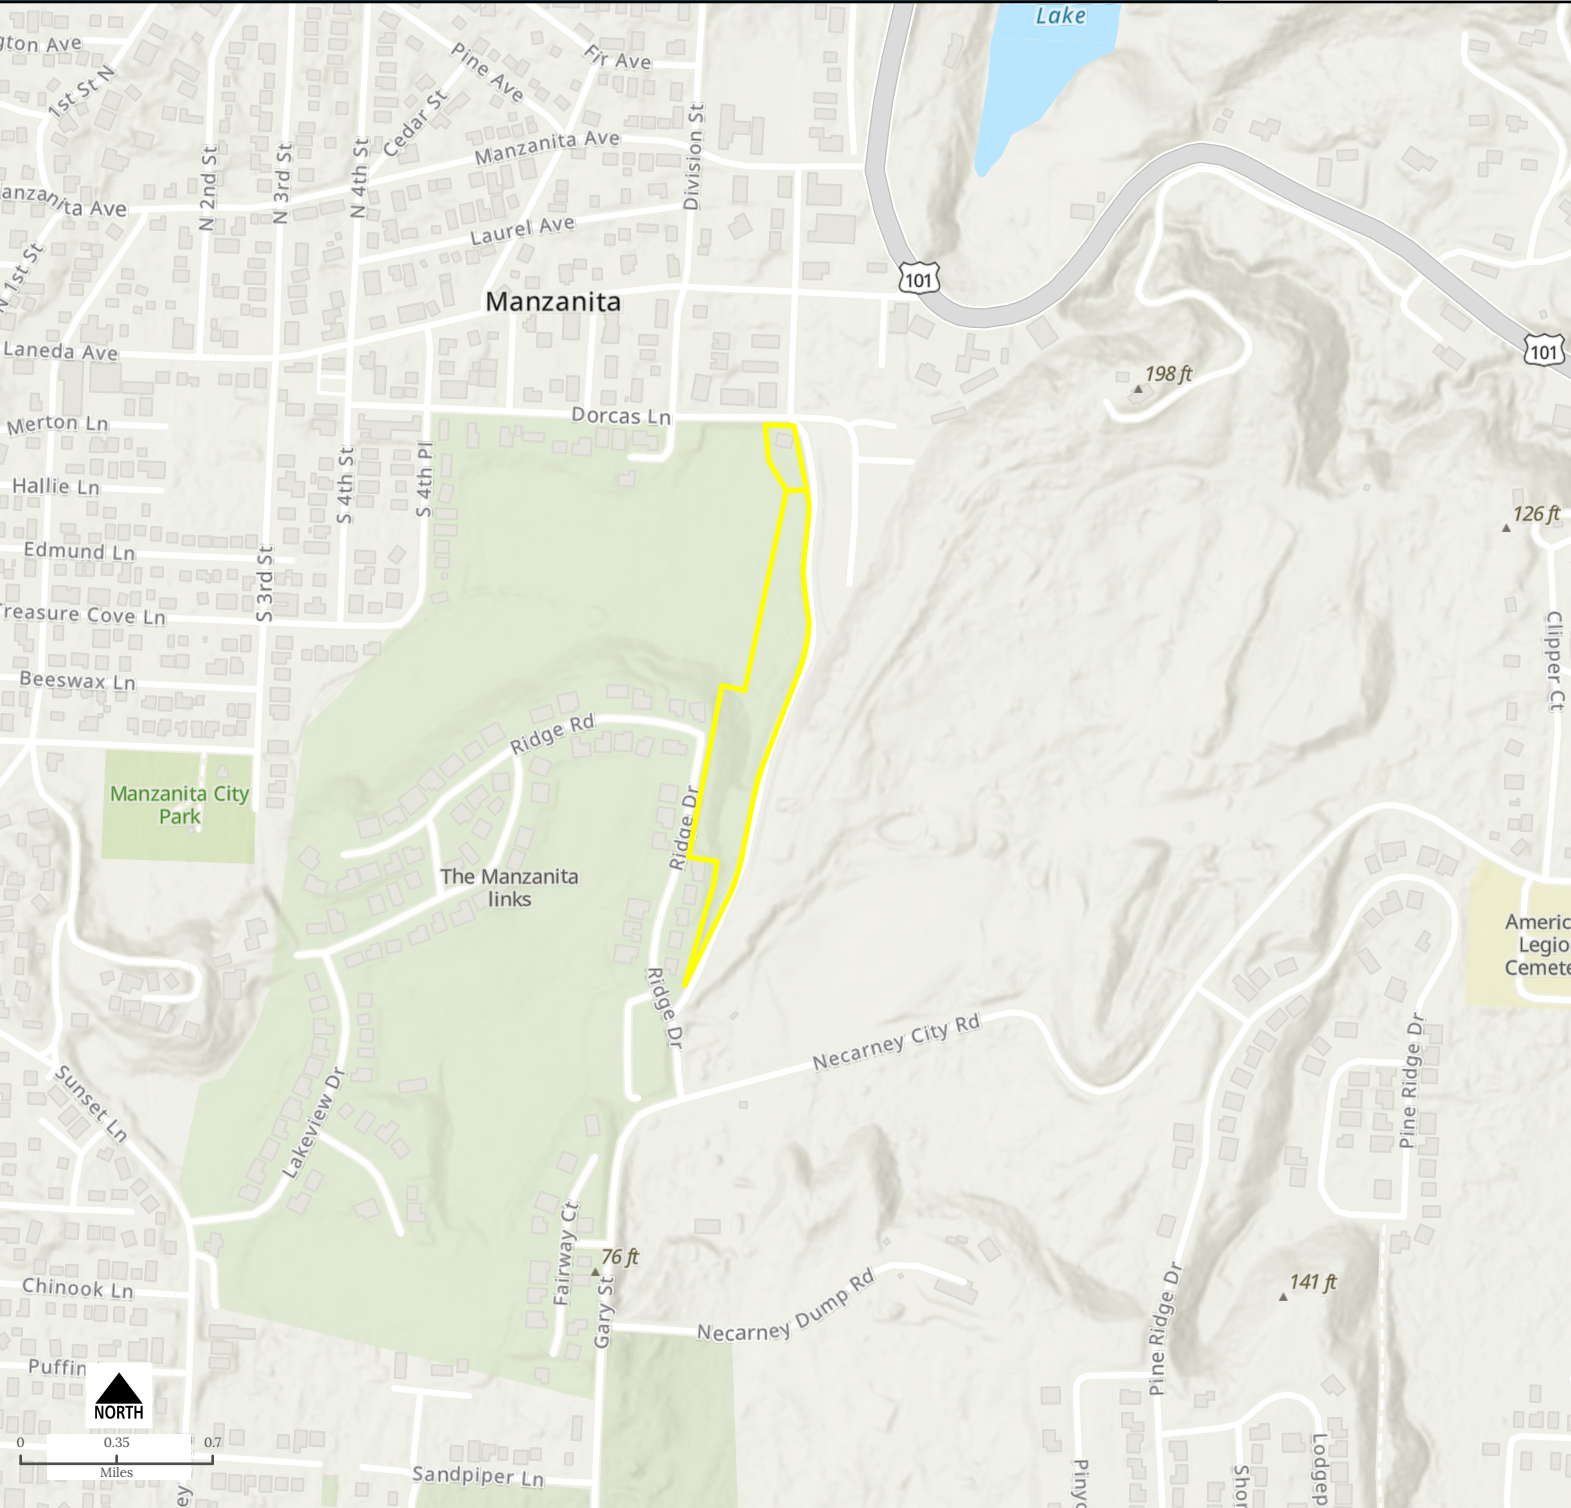 Lake
gton Ave
1st St N
Pine Ave
Fir Ave
Cedar St
Manzanita Ave
Division St
N 2nd St
N 3rd St
N 4th St
anzanita Ave
Laurel Ave
N 1st St
101
Manzanita
Laneda Ave
101
198 ft
Merton Ln
Dorcas Ln
S 4th St
S 4th Pl
Hallie Ln
126 ft
Edmund Ln
S 3rd St
Treasure Cove Ln
Clipper Ct
Beeswax Ln
Ridge Rd
Manzanita City
Park
Ridge Dr
The Manzanita
links
Americ
Legio
Cemete
Ridge Dr
Necarney City Rd
Pine Ridge Dr
Sunset Ln
Lakeview Dr
Fairway Ct
76 ft
Gary St
Chinook Ln
Necarney Dump Rd
141 ft
Pine Ridge Dr
Puffin
NORTH
0 0.35 0.7
Miles
Sandpiper Ln
ey
Pinyo
Shor
Lodgep